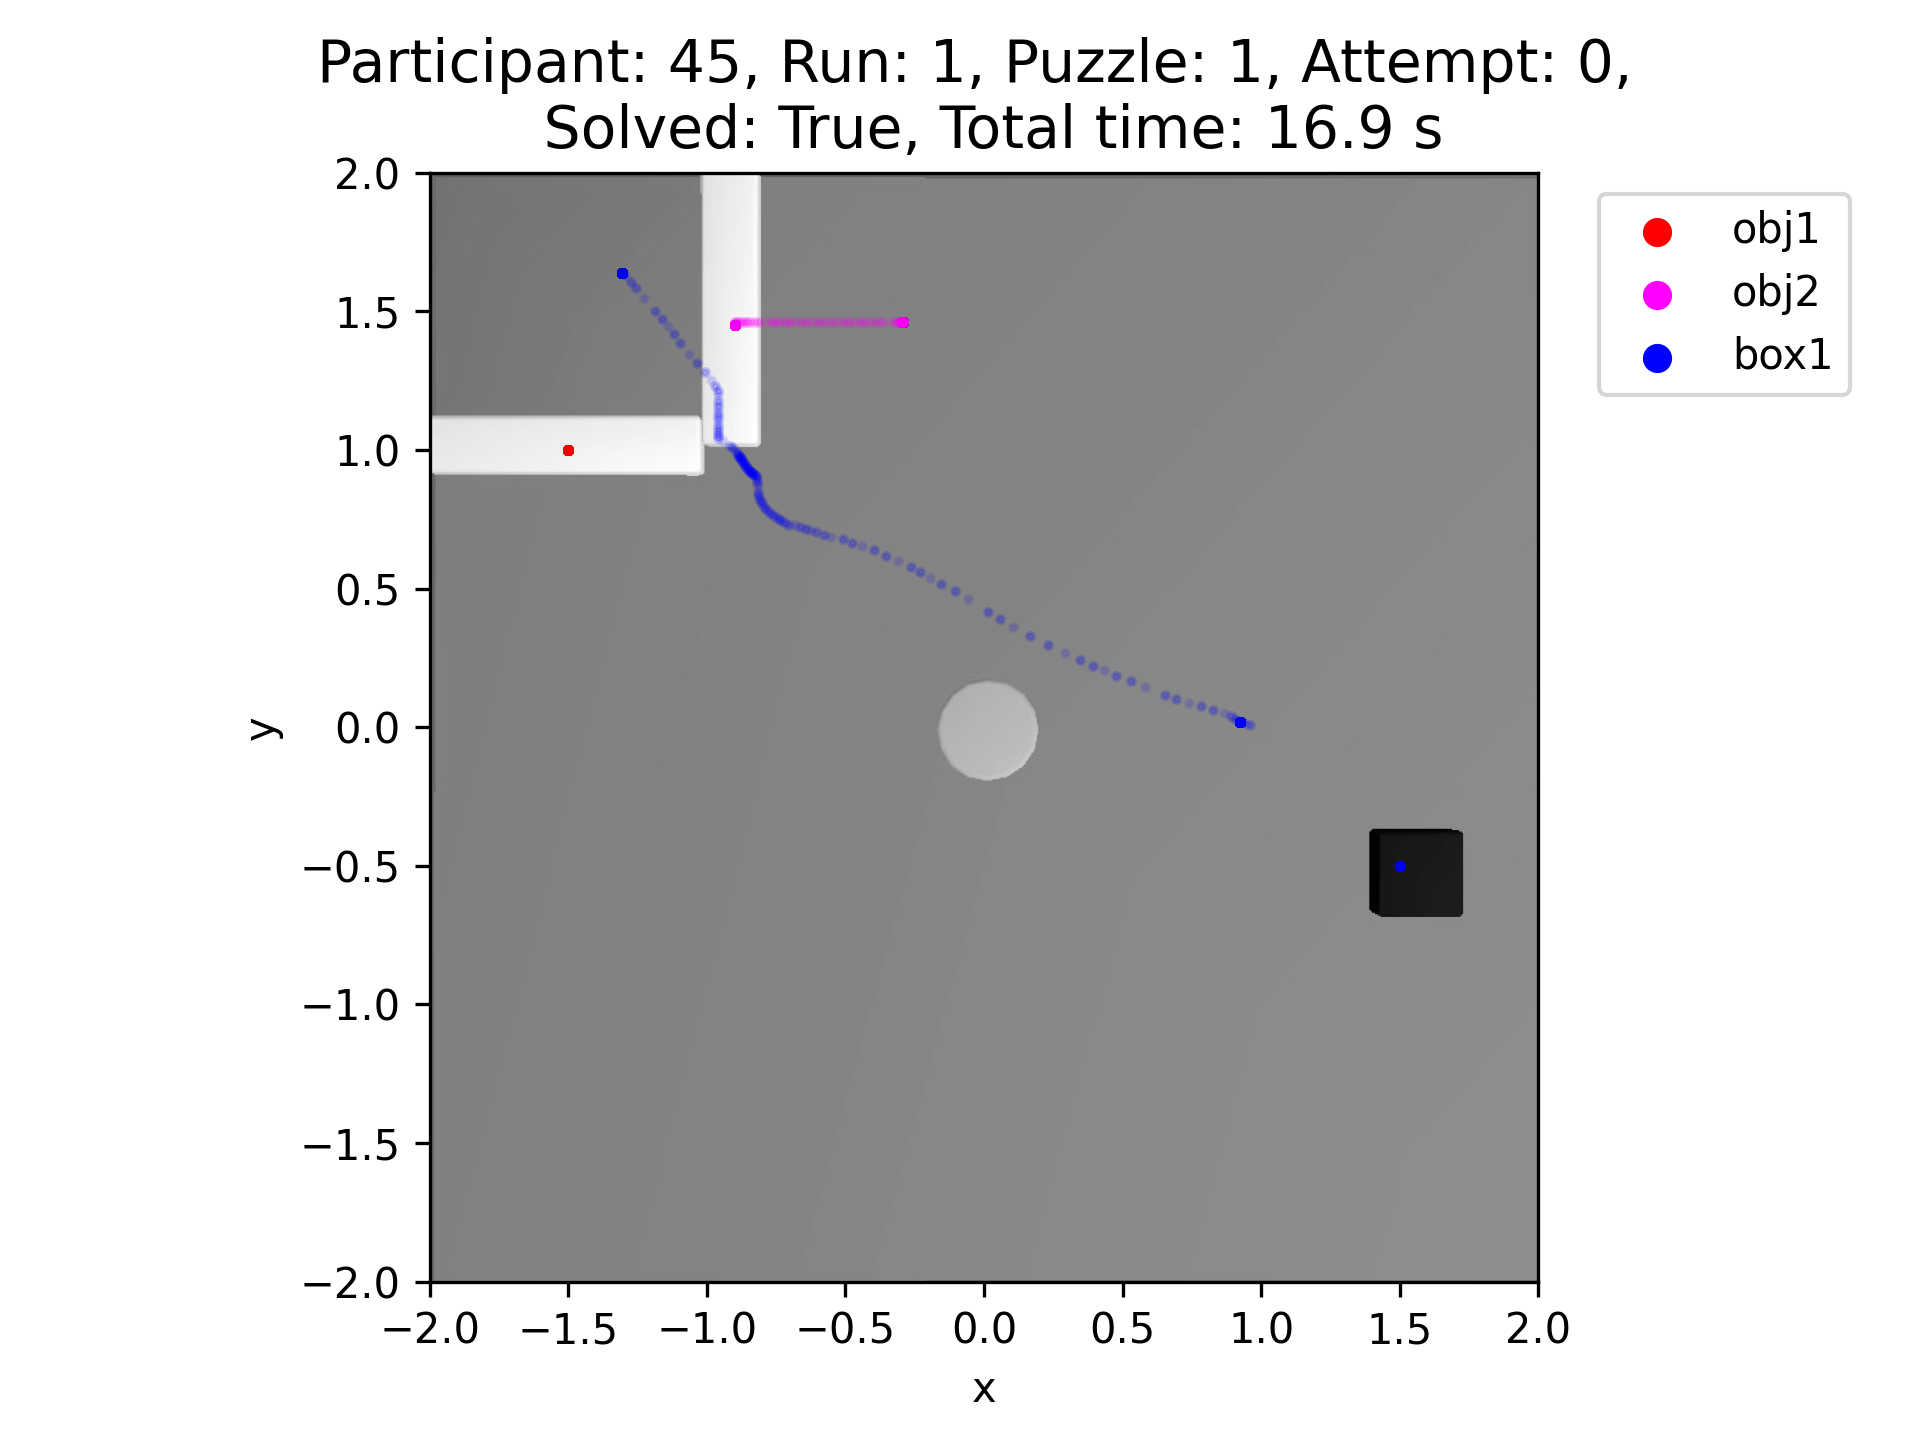 Participant: 45, Run: 1, Puzzle: 1, Attempt: 0,
Solved: True, Total time: 16.9 s
2.0
1.5
1.0
0.5
0.0
−0.5
−1.0
−1.5
−2.0
y
−2.0 −1.5 −1.0 −0.5 0.0 0.5 1.0 1.5 2.0
x
obj1
obj2
box1